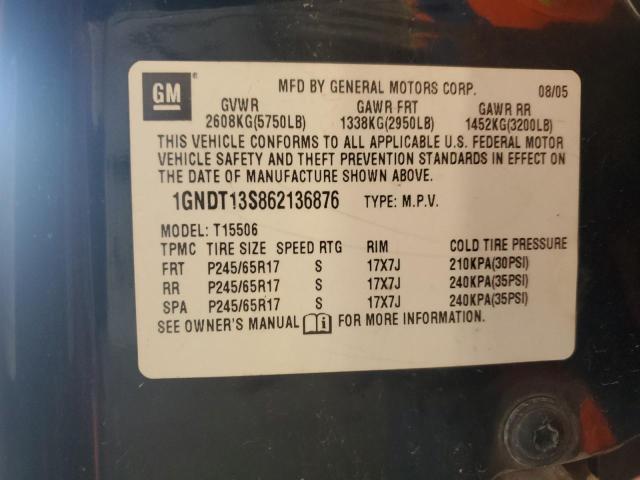 GM ® MFD BY GENERAL MOTORS CORP. 08/05
GVWR GAWR FRT GAWR RR
2608KG(5750LB) 1338KG(2950LB) 1452KG(3200LB)
THIS VEHICLE CONFORMS TO ALL APPLICABLE U.S. FEDERAL MOTOR
VEHICLE SAFETY AND THEFT PREVENTION STANDARDS IN EFFECT ON
THE DATE OF MANUFACTURE SHOWN ABOVE.
1GNDT13S862136876 TYPE: M.P.V.
MODEL: T15506
TPMC TIRE SIZE SPEED RTG RIM COLD TIRE PRESSURE
FRT P245/65R17 S 17X7J 210KPA(30PSI)
RR P245/65R17 S 17X7J 240KPA(35PSI)
SPA P245/65R17 S 17X7J 240KPA(35PSI)
SEE OWNER'S MANUAL FOR MORE INFORMATION.